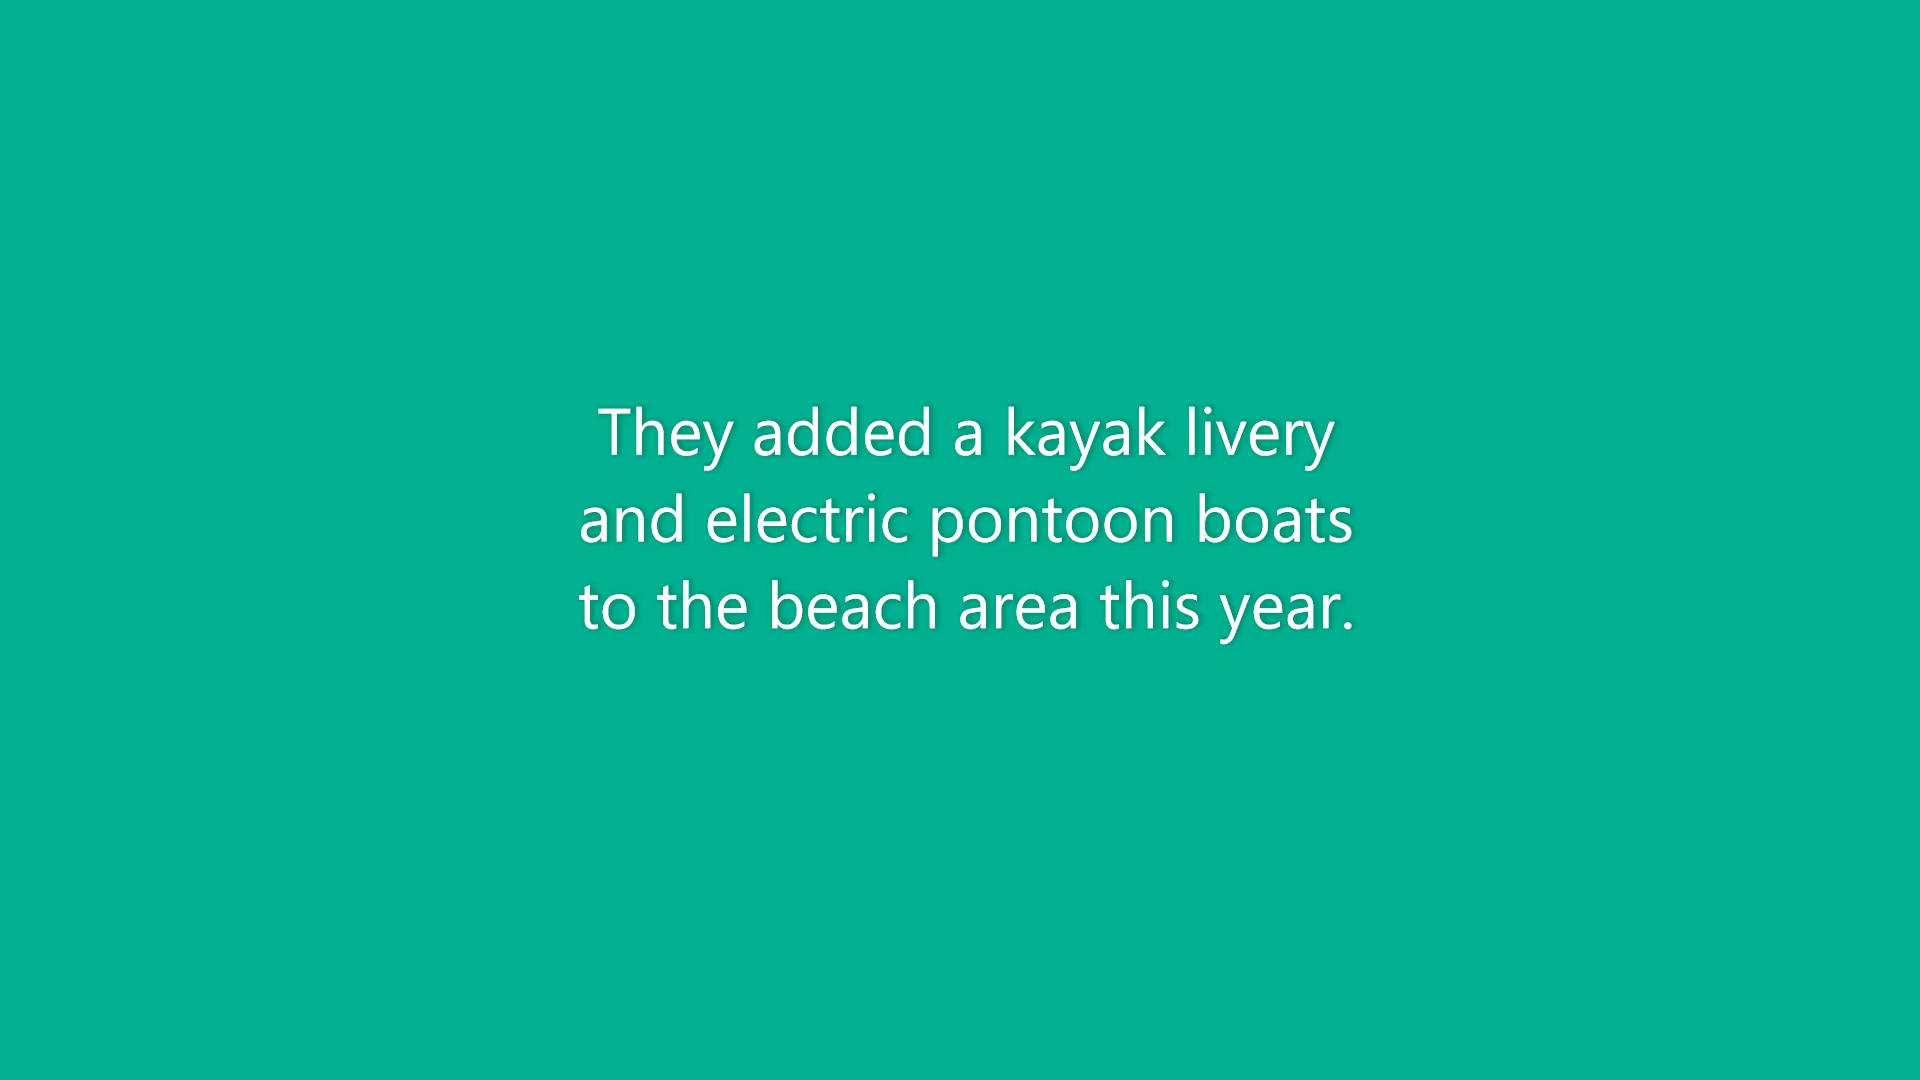 They added a kayak livery
and electric pontoon boats
to the beach area this year.